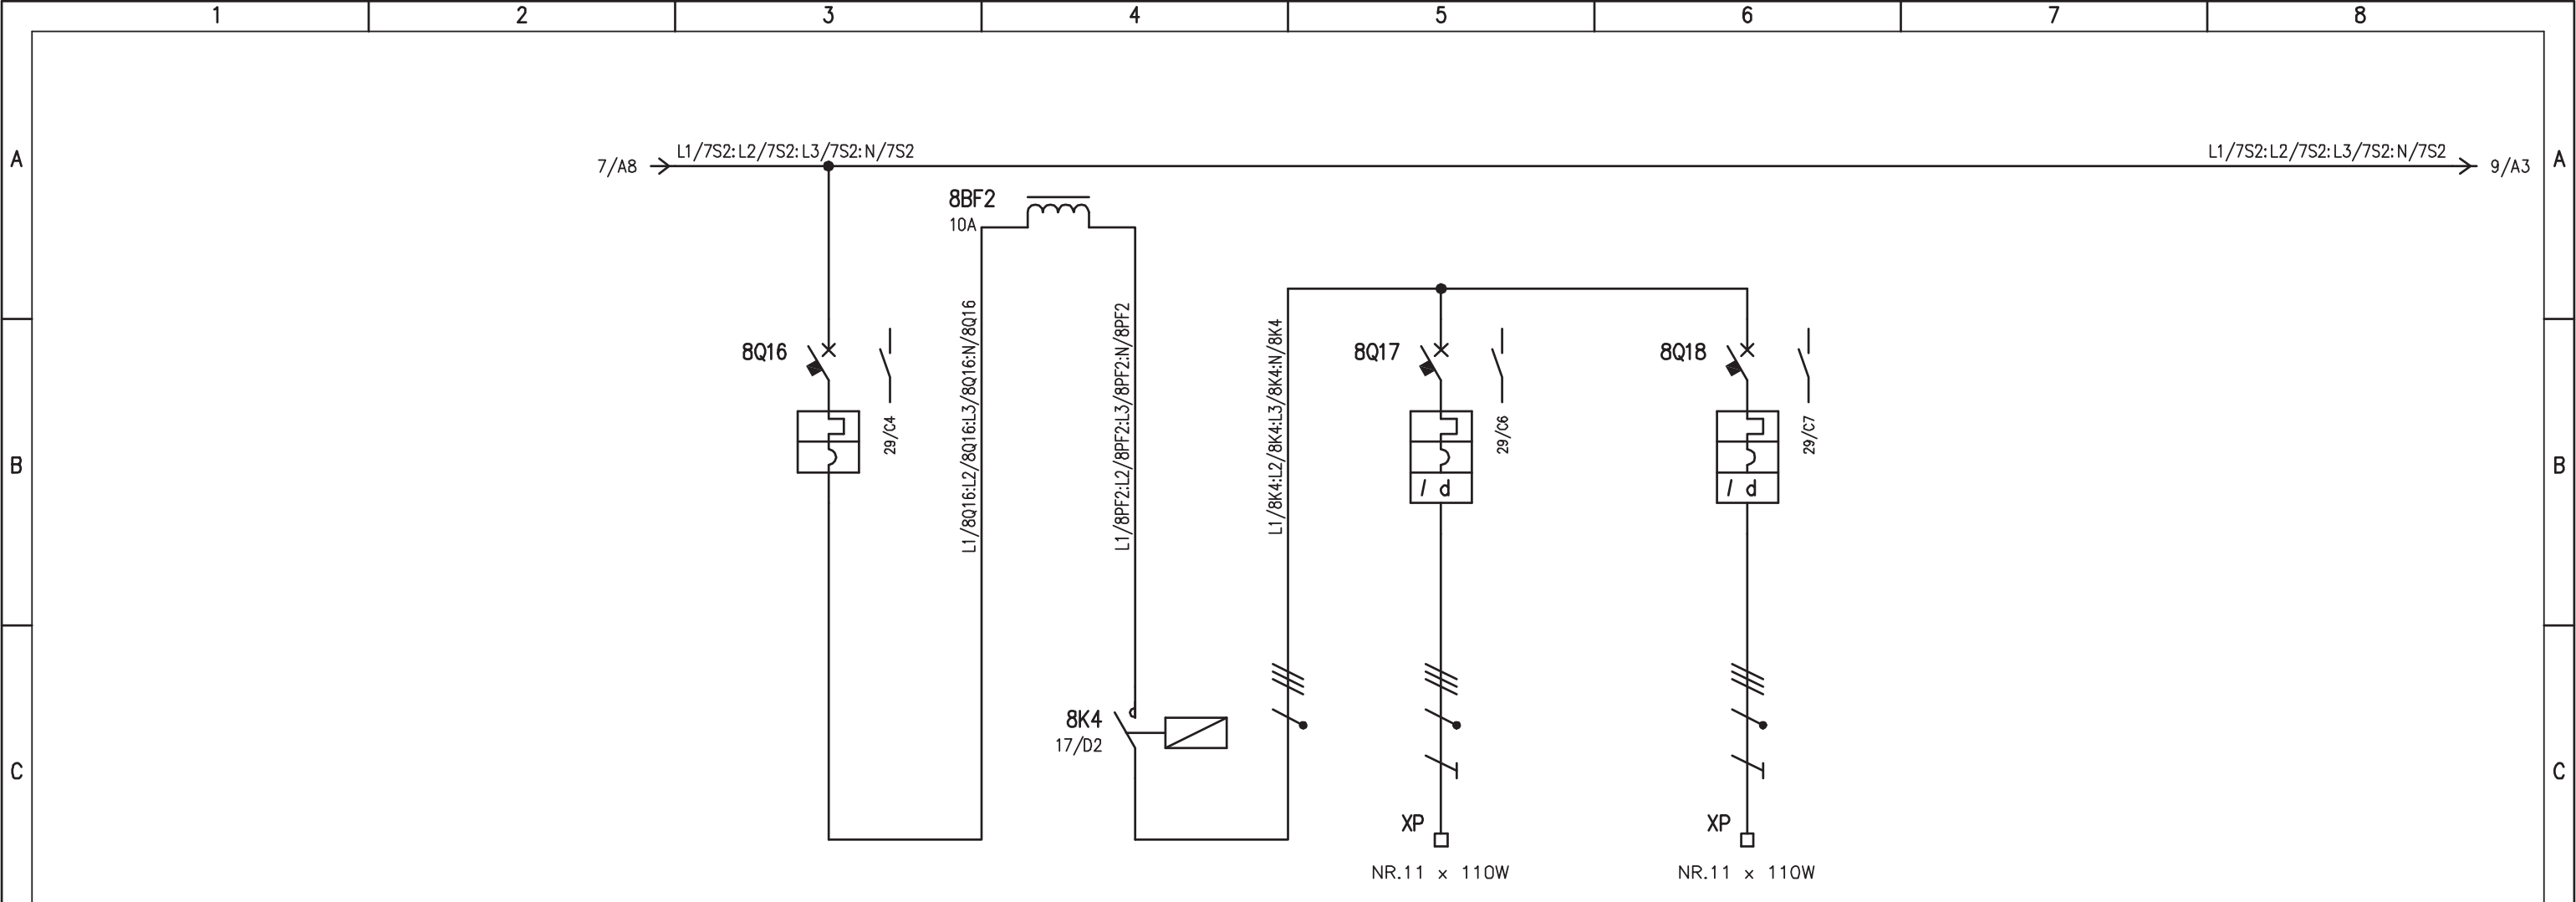 1 2 3 4 5 6 7 8
A
L1/7S2:L2/7S2:L3/7S2:N/7S2
7/A8
L1/7S2:L2/7S2:L3/7S2:N/7S2
9/A3
A
8BF2
10A
8Q16
29/C4
L1/8Q16:L2/8Q16:L3/8Q16:N/8Q16
L1/8PF2:L2/8PF2:L3/8PF2:N/8PF2
L1/8K4:L2/8K4:L3/8K4:N/8K4
8Q17
29/C6
I d
8Q18
29/C7
I d
B
B
8K4
17/D2
C
C
XP
NR.11 x 110W
XP
NR.11 x 110W